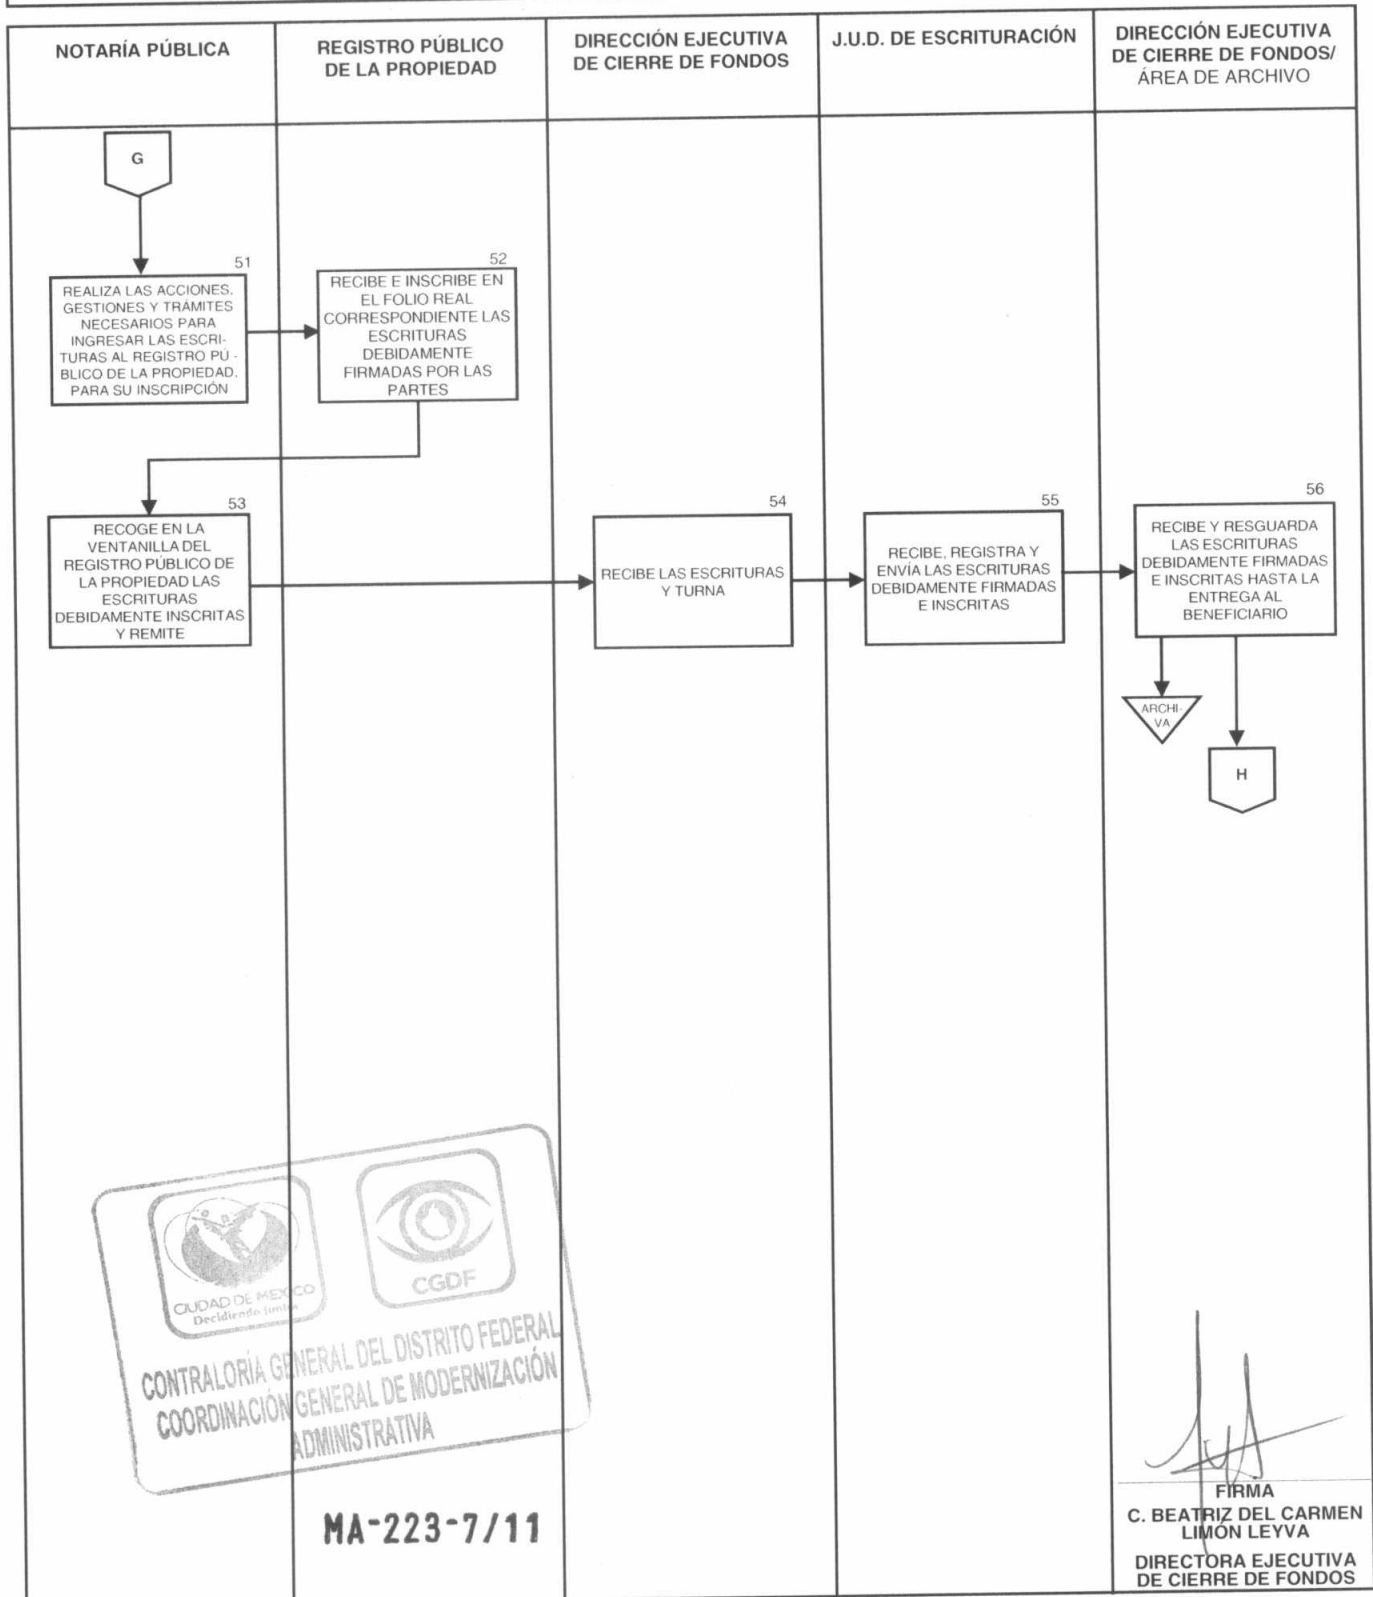 NOTARÍA PÚBLICA
REGISTRO PÚBLICO
DE LA PROPIEDAD
DIRECCIÓN EJECUTIVA
DE CIERRE DE FONDOS
J.U.D. DE ESCRITURACIÓN
DIRECCIÓN EJECUTIVA
DE CIERRE DE FONDOS/
ÁREA DE ARCHIVO
G
51
REALIZA LAS ACCIONES,
GESTIONES Y TRÁMITES
NECESARIOS PARA
INGRESAR LAS ESCRI-
TURAS AL REGISTRO PÚ -
BLICO DE LA PROPIEDAD,
PARA SU INSCRIPCIÓN
52
RECIBE E INSCRIBE EN
EL FOLIO REAL
CORRESPONDIENTE LAS
ESCRITURAS
DEBIDAMENTE
FIRMADAS POR LAS
PARTES
53
RECOGE EN LA
VENTANILLA DEL
REGISTRO PÚBLICO DE
LA PROPIEDAD LAS
ESCRITURAS
DEBIDAMENTE INSCRITAS
Y REMITE
54
RECIBE LAS ESCRITURAS
Y TURNA
55
RECIBE, REGISTRA Y
ENVÍA LAS ESCRITURAS
DEBIDAMENTE FIRMADAS
E INSCRITAS
56
RECIBE Y RESGUARDA
LAS ESCRITURAS
DEBIDAMENTE FIRMADAS
E INSCRITAS HASTA LA
ENTREGA AL
BENEFICIARIO
ARCHI-
VA
H
CIUDAD DE MEXICO
Decidiendo Juntos
CGDF
CONTRALORÍA GENERAL DEL DISTRITO FEDERAL
COORDINACIÓN GENERAL DE MODERNIZACIÓN
ADMINISTRATIVA
MA-223-7/11
FIRMA
C. BEATRIZ DEL CARMEN
LIMÓN LEYVA
DIRECTORA EJECUTIVA
DE CIERRE DE FONDOS